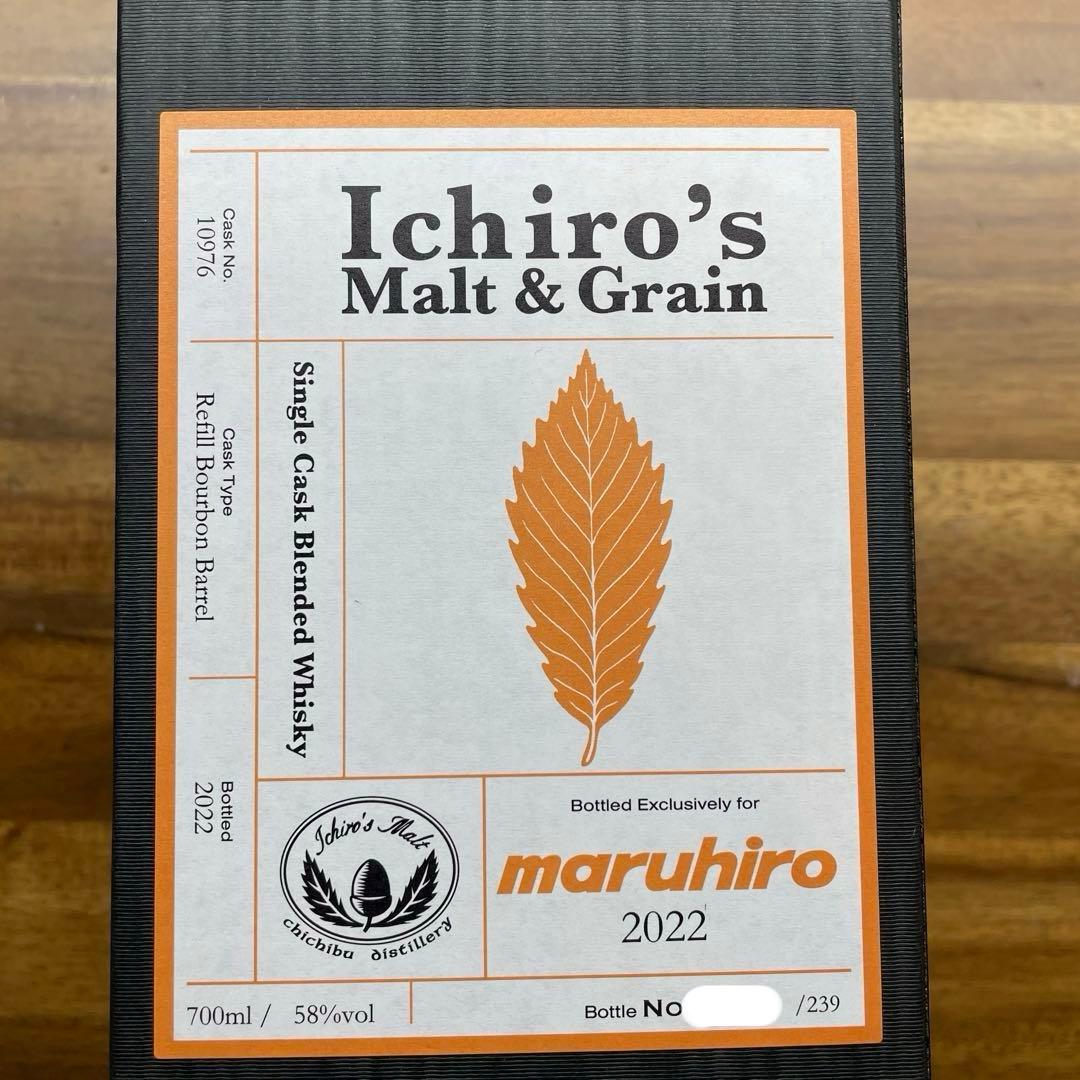 Ichiro's
Malt & Grain
Cask No.
10976
Cask Type
Refill Bourbon Barrel
Bottled
2022
Single Cask Blended Whisky
Ichiro's Malt
chichibu distillery
Bottled Exclusively for
maruhiro
2022
700ml / 58%vol
Bottle No /239